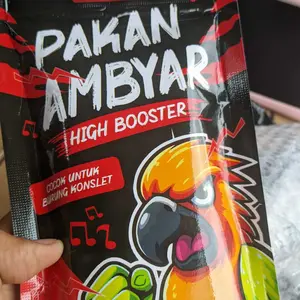 PAKAN
AMBYAR
HIGH BOOSTER
COCOK UNTUK
BURUNG KONSLET